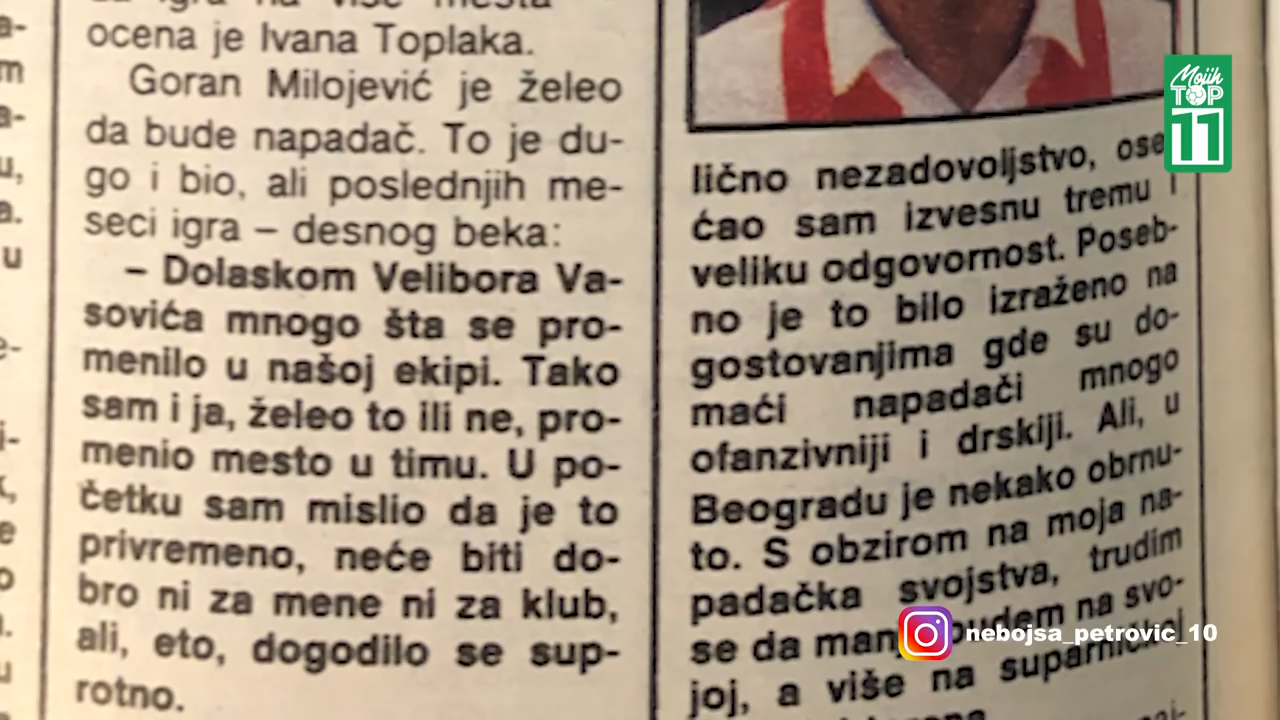 ocena je Ivana Toplaka.
Goran Milojević je želeo
da bude napadač. To je du-
go i bio, ali poslednjih me-
seci igra – desnog beka:
– Dolaskom Velibora Va-
sovića mnogo šta se pro-
menilo u našoj ekipi. Tako
sam i ja, želeo to ili ne, pro-
menio mesto u timu. U po-
četku sam mislio da je to
privremeno, neće biti do-
bro ni za mene ni za klub,
ali, eto, dogodilo se sup-
rotno.
lično nezadovoljstvo, ose
ćao sam izvesnu tremu i
veliku odgovornost. Poseb-
no je to bilo izraženo na
gostovanjima gde su do-
maći napadači mnogo
ofanzivniji i drskiji. Ali, u
Beogradu je nekako obrnu-
to. S obzirom na moja na-
padačka svojstva, trudim
se da manj budem na svo-
joj, a više na suparničkoj
Mojih
TOP
11
nebojsa_petrovic_10